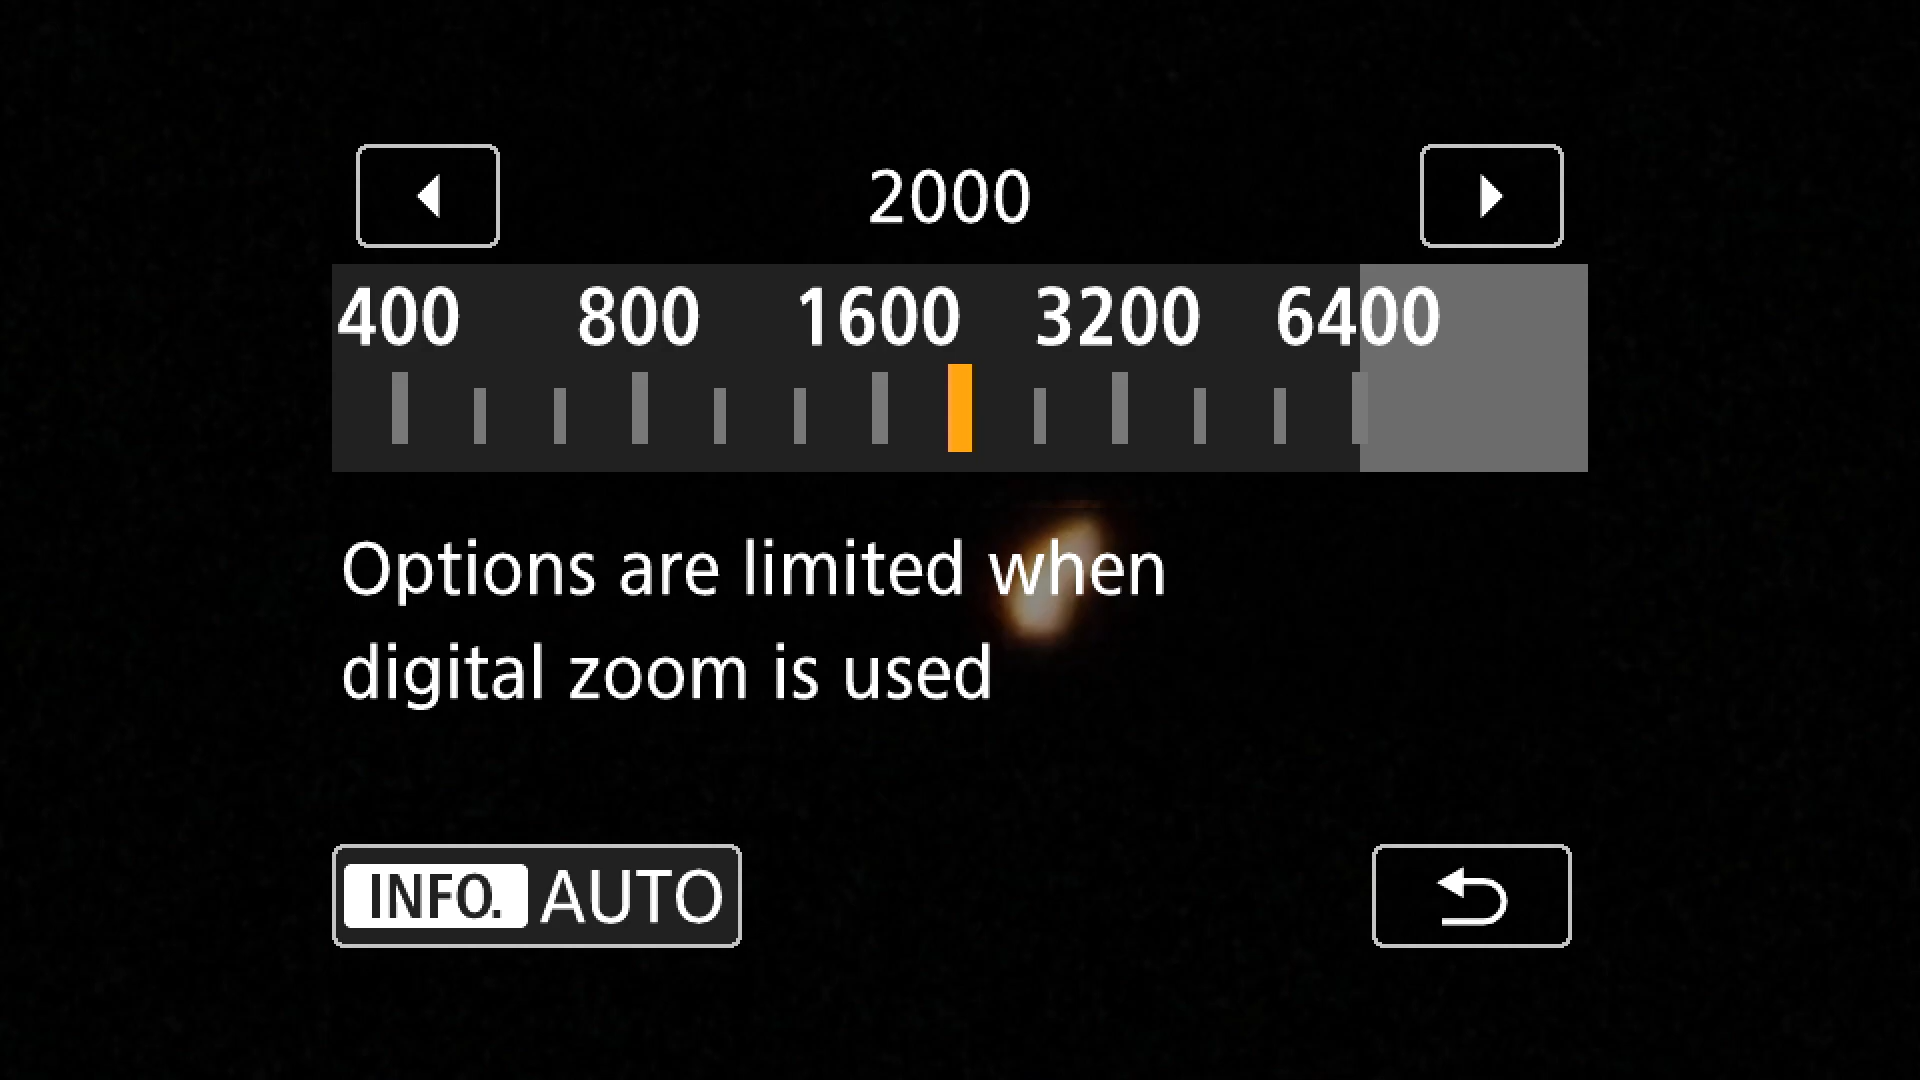 2000
400 800 1600 3200 6400
Options are limited when
digital zoom is used
INFO. AUTO